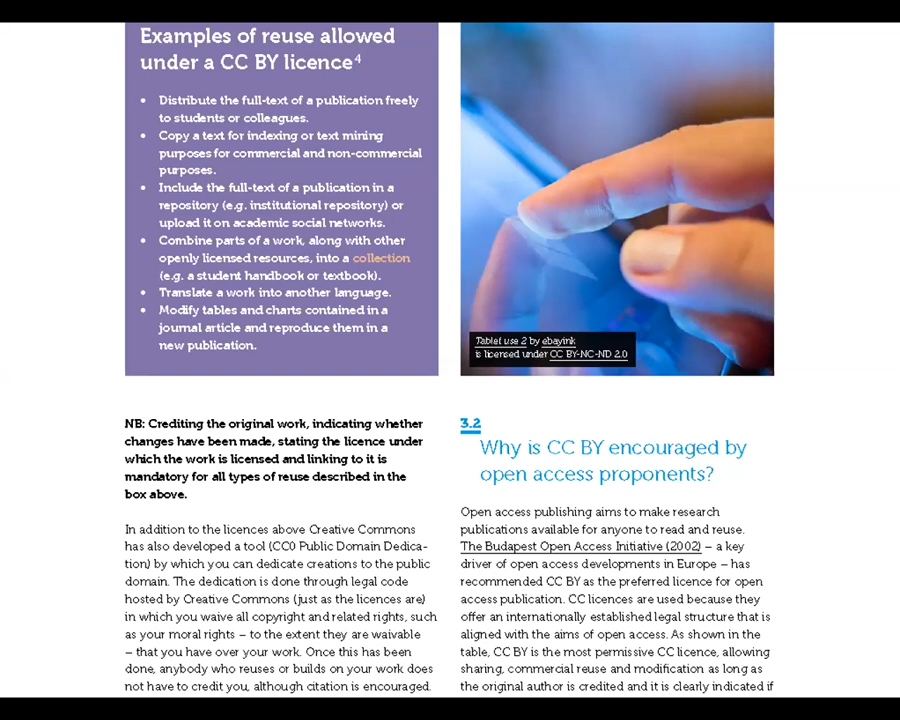 Examples of reuse allowed
under a CC BY licence4
• Distribute the full-text of a publication freely
to students or colleagues.
• Copy a text for indexing or text mining
purposes for commercial and non-commercial
purposes.
• Include the full-text of a publication in a
repository (e.g. institutional repository) or
upload it on academic social networks.
• Combine parts of a work, along with other
openly licensed resources, into a collection
(e.g. a student handbook or textbook).
• Translate a work into another language.
• Modify tables and charts contained in a
journal article and reproduce them in a
new publication.
Tablet use 2 by ebayink
is licensed under CC BY-NC-ND 2.0
NB: Crediting the original work, indicating whether
changes have been made, stating the licence under
which the work is licensed and linking to it is
mandatory for all types of reuse described in the
box above.
In addition to the licences above Creative Commons
has also developed a tool (CC0 Public Domain Dedica-
tion) by which you can dedicate creations to the public
domain. The dedication is done through legal code
hosted by Creative Commons (just as the licences are)
in which you waive all copyright and related rights, such
as your moral rights – to the extent they are waivable
– that you have over your work. Once this has been
done, anybody who reuses or builds on your work does
not have to credit you, although citation is encouraged.
3.2
Why is CC BY encouraged by
open access proponents?
Open access publishing aims to make research
publications available for anyone to read and reuse.
The Budapest Open Access Initiative (2002) – a key
driver of open access developments in Europe – has
recommended CC BY as the preferred licence for open
access publication. CC licences are used because they
offer an internationally established legal structure that is
aligned with the aims of open access. As shown in the
table, CC BY is the most permissive CC licence, allowing
sharing, commercial reuse and modification as long as
the original author is credited and it is clearly indicated if